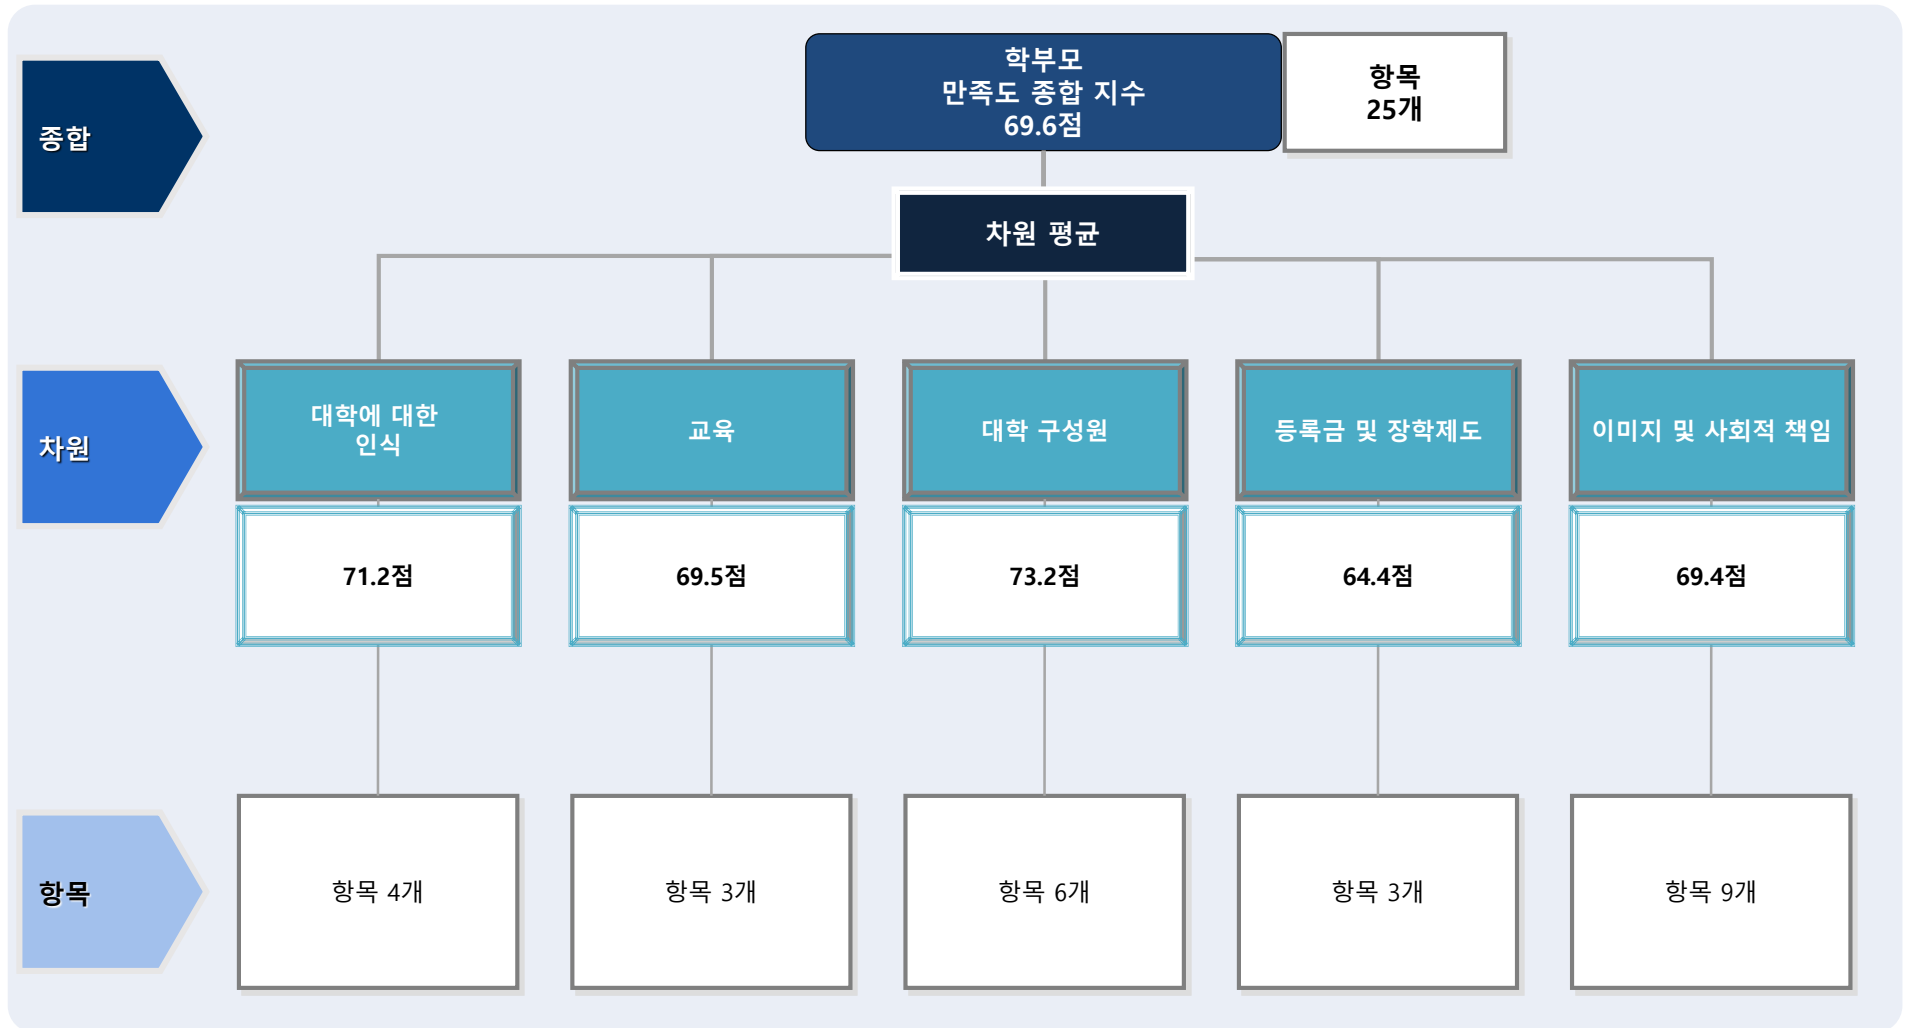 종합
학부모
만족도 종합 지수
69.6점
항목
25개
차원 평균
차원
대학에 대한
인식
교육
대학 구성원
등록금 및 장학제도
이미지 및 사회적 책임
71.2점
69.5점
73.2점
64.4점
69.4점
항목
항목 4개
항목 3개
항목 6개
항목 3개
항목 9개